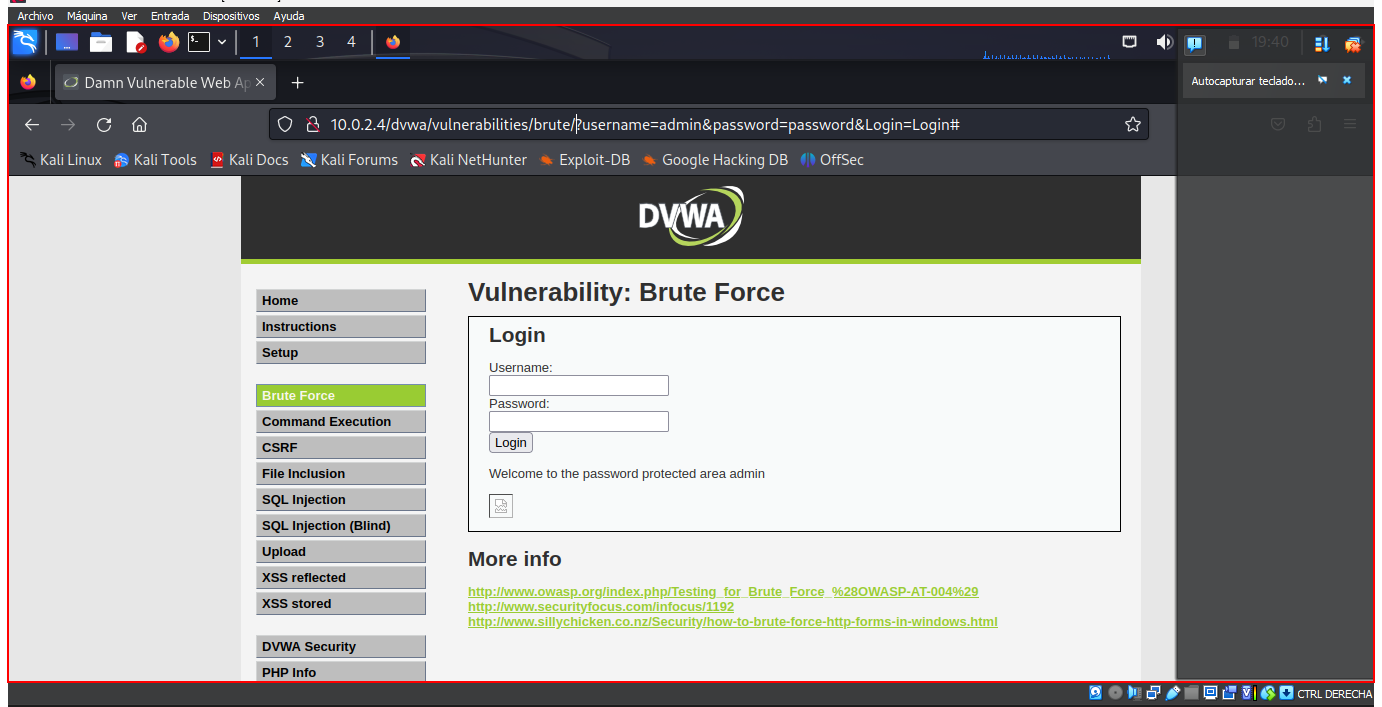 Archivo Máquina Ver Entrada Dispositivos Ayuda
1 2 3 4 19:40
Damn Vulnerable Web Ap × +
Autocapturar teclado...
10.0.2.4/dvwa/vulnerabilities/brute/?username=admin&password=password&Login=Login#
Kali Linux Kali Tools Kali Docs Kali Forums Kali NetHunter Exploit-DB Google Hacking DB OffSec
DVWA
Home
Instructions
Setup
Brute Force
Command Execution
CSRF
File Inclusion
SQL Injection
SQL Injection (Blind)
Upload
XSS reflected
XSS stored
DVWA Security
PHP Info
Vulnerability: Brute Force
Login
Username:
Password:
Login
Welcome to the password protected area admin
More info
http://www.owasp.org/index.php/Testing_for_Brute_Force_%28OWASP-AT-004%29
http://www.securityfocus.com/infocus/1192
http://www.sillychicken.co.nz/Security/how-to-brute-force-http-forms-in-windows.html
CTRL DERECHA